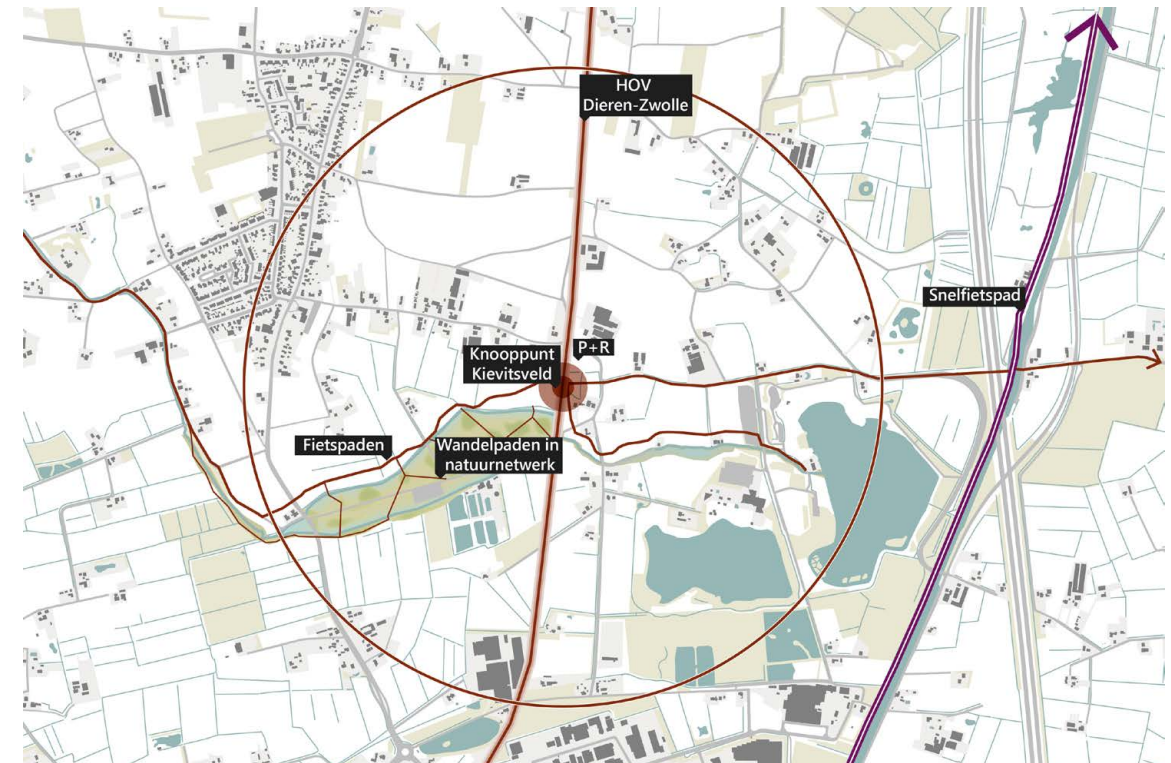 HOV
Dieren-Zwolle
Snelfietspad
P+R
Knooppunt
Kievitsveld
Fietspaden
Wandelpaden in
natuurnetwerk